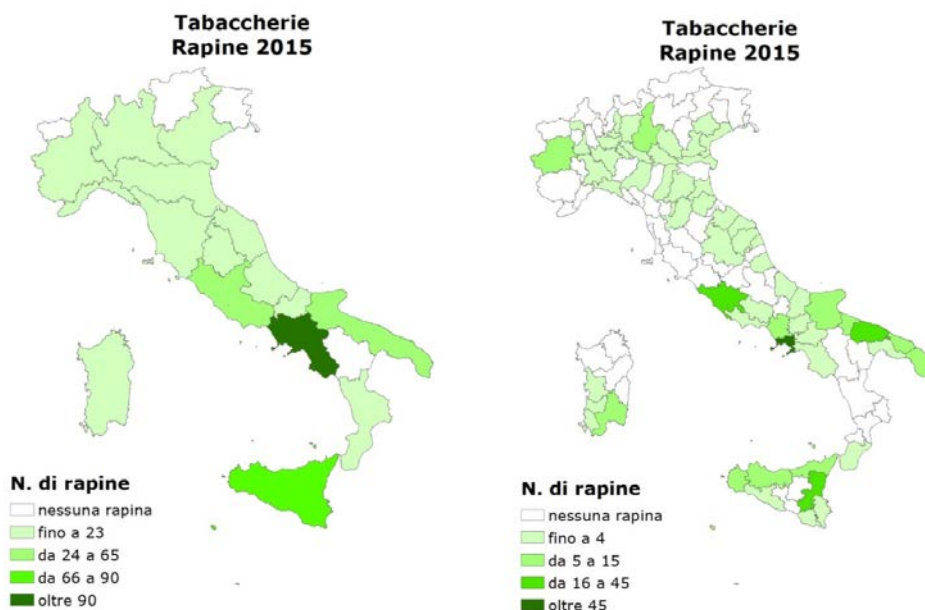 Tabaccherie
Rapine 2015
N. di rapine
nessuna rapina
fino a 23
da 24 a 65
da 66 a 90
oltre 90
Tabaccherie
Rapine 2015
N. di rapine
nessuna rapina
fino a 4
da 5 a 15
da 16 a 45
oltre 45